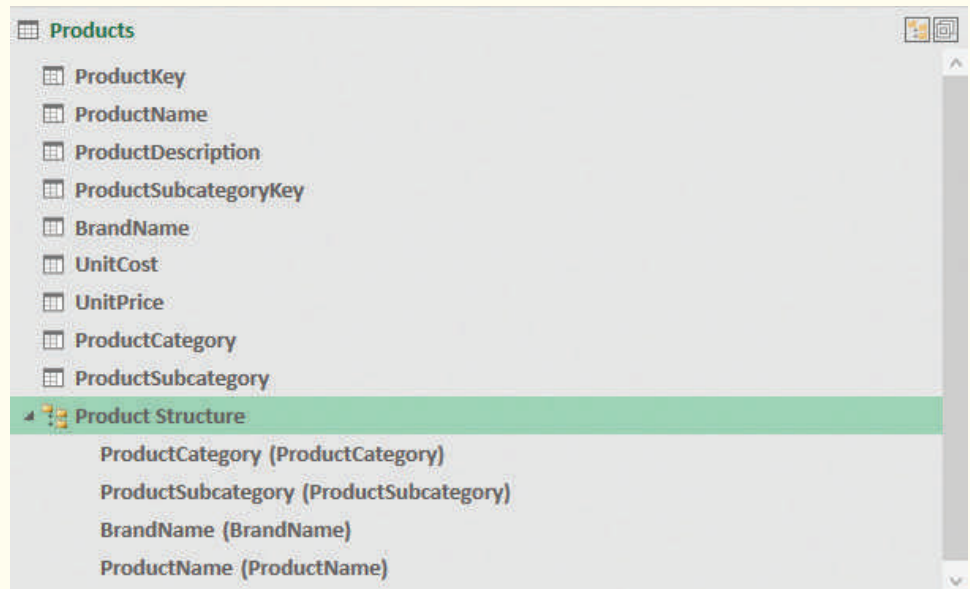 Products
ProductKey
ProductName
ProductDescription
ProductSubcategoryKey
BrandName
UnitCost
UnitPrice
ProductCategory
ProductSubcategory
Product Structure
ProductCategory (ProductCategory)
ProductSubcategory (ProductSubcategory)
BrandName (BrandName)
ProductName (ProductName)